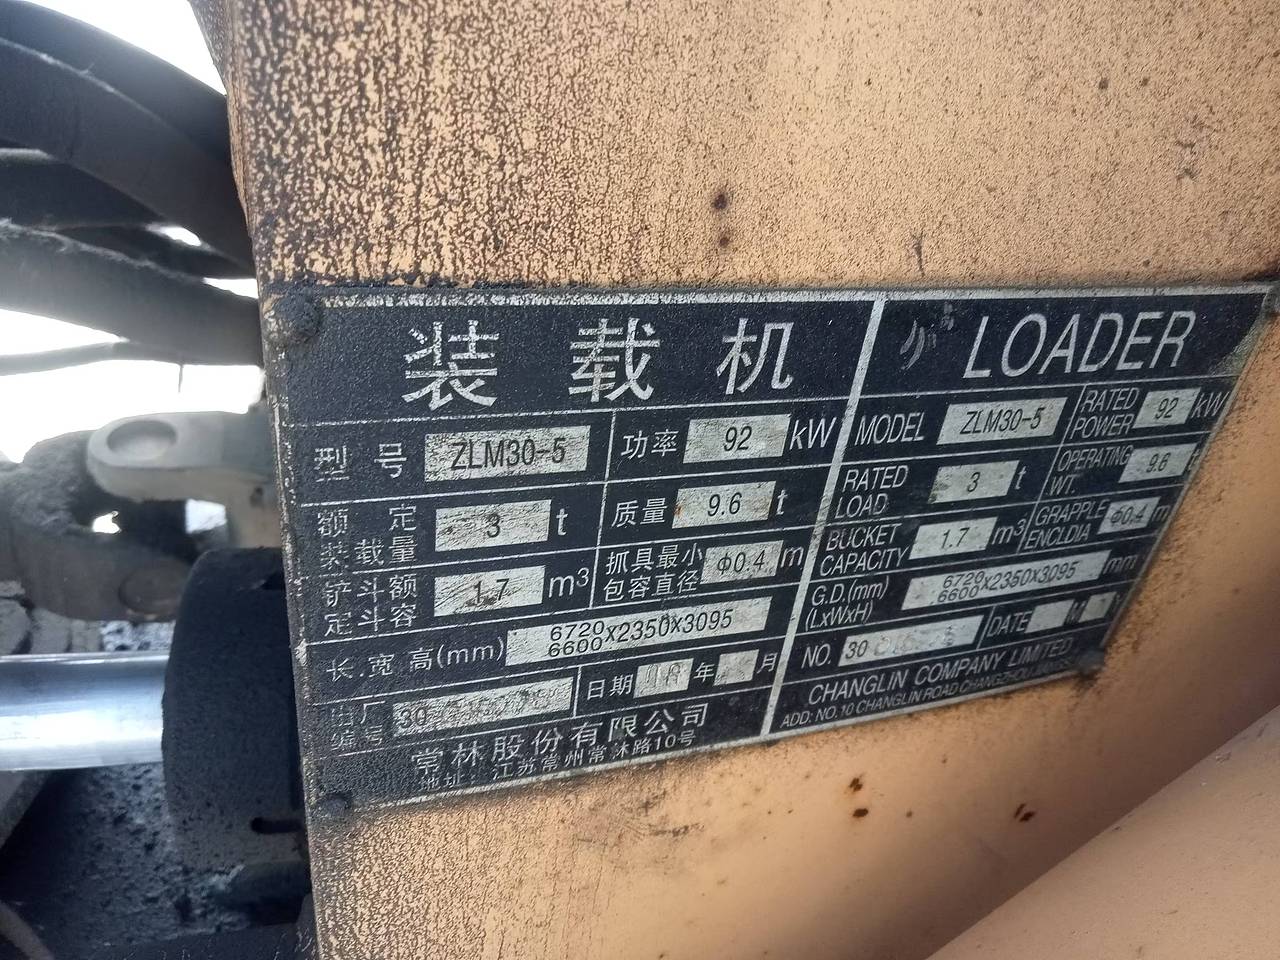 装载机
型号 ZLM30-5 功率 92 kW
额定装载量 3 t 质量 9.6 t
铲斗额定斗容 1.7 m³ 抓具最小包容直径 Φ0.4 m
长.宽.高(mm) 6720/6600X2350X3095
出厂编号 30 日期 年 月
常林股份有限公司
地址: 江苏常州常沐路10号
LOADER
MODEL ZLM30-5 RATED POWER 92 kW
RATED LOAD 3 t OPERATING WT. 9.6 t
BUCKET CAPACITY 1.7 m³ GRAPPLE ENCLDIA Φ0.4 m
G.D.(mm) (LxWxH) 6720/6600X2350X3095 mm
NO. 30 DATE M
CHANGLIN COMPANY LIMITED
ADD: NO.10 CHANGLIN ROAD CHANGZHOU